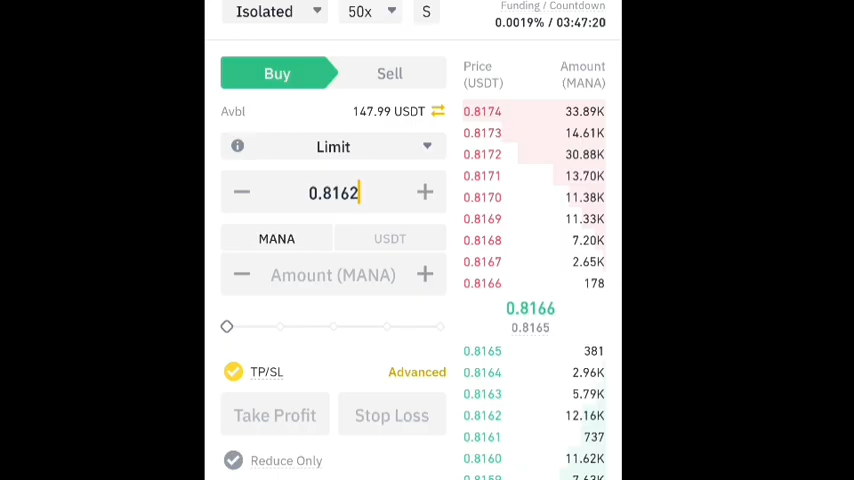 Isolated 50x S
Funding / Countdown
0.0019% / 03:47:20
Buy Sell
Avbl 147.99 USDT
Limit
0.8162
MANA USDT
Amount (MANA)
TP/SL Advanced
Take Profit Stop Loss
Reduce Only
Price Amount
(USDT) (MANA)
0.8174 33.89K
0.8173 14.61K
0.8172 30.88K
0.8171 13.70K
0.8170 11.38K
0.8169 11.33K
0.8168 7.20K
0.8167 2.65K
0.8166 178
0.8166
0.8165
0.8165 381
0.8164 2.96K
0.8163 5.79K
0.8162 12.16K
0.8161 737
0.8160 11.62K
0.8159 7.63K